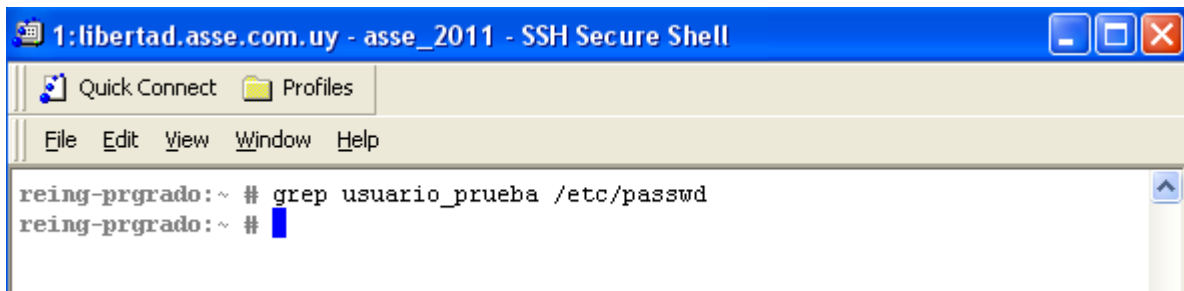 1:libertad.asse.com.uy - asse_2011 - SSH Secure Shell
Quick Connect Profiles
File Edit View Window Help
reing-prgrado:~ # grep usuario_prueba /etc/passwd
reing-prgrado:~ #